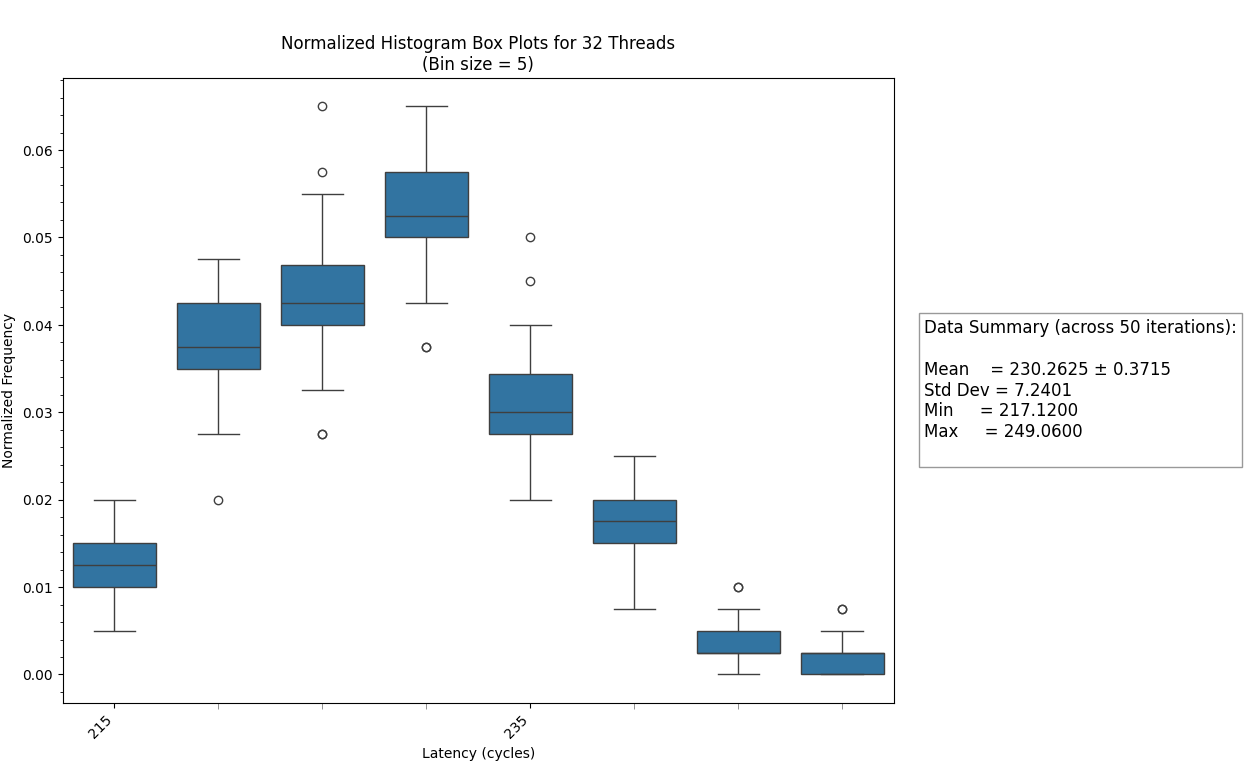 Normalized Histogram Box Plots for 32 Threads
(Bin size = 5)
Normalized Frequency
0.06
0.05
0.04
0.03
0.02
0.01
0.00
215
235
Latency (cycles)
Data Summary (across 50 iterations):
Mean    = 230.2625 ± 0.3715
Std Dev = 7.2401
Min     = 217.1200
Max     = 249.0600